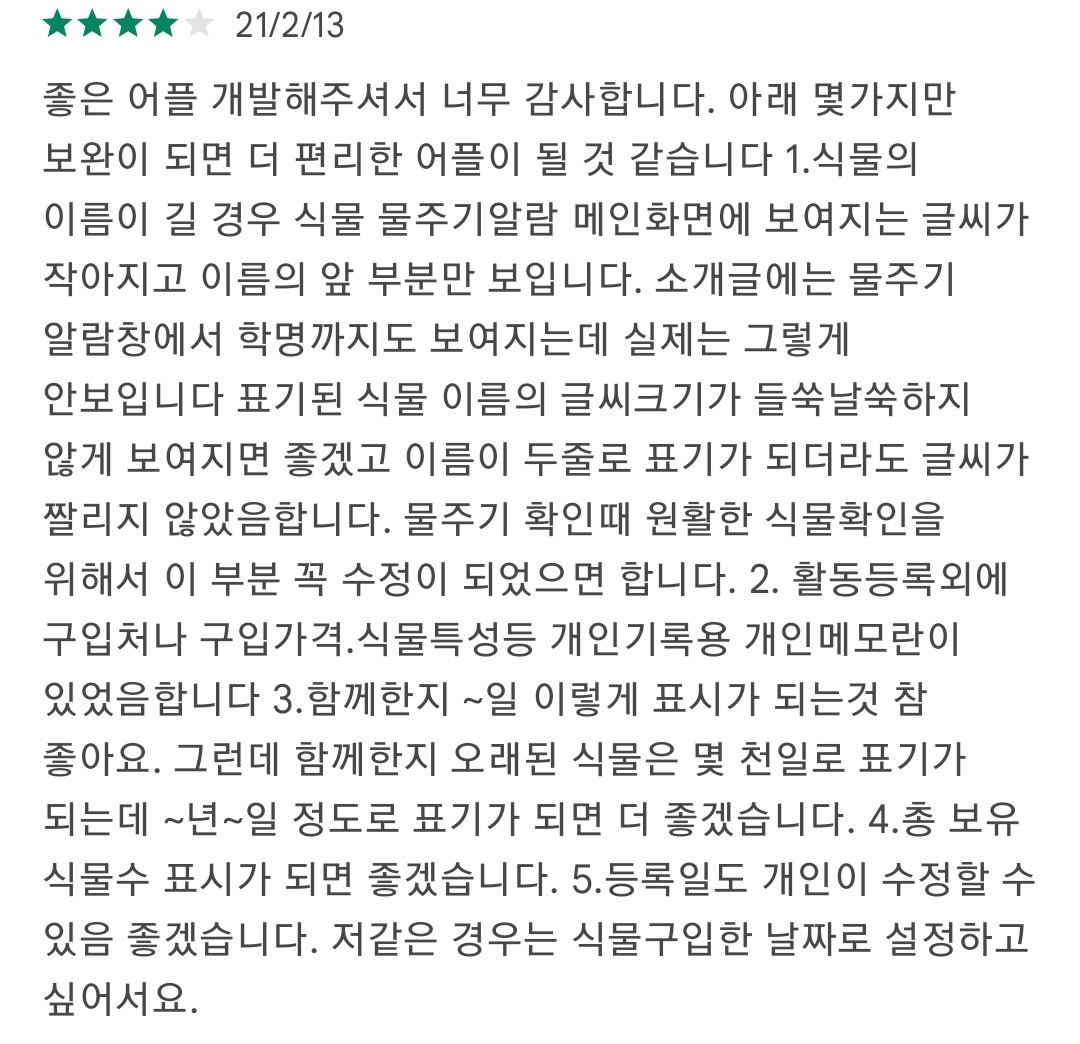 21/2/13
좋은 어플 개발해주셔서 너무 감사합니다. 아래 몇가지만
보완이 되면 더 편리한 어플이 될 것 같습니다 1.식물의
이름이 길 경우 식물 물주기알람 메인화면에 보여지는 글씨가
작아지고 이름의 앞 부분만 보입니다. 소개글에는 물주기
알람창에서 학명까지도 보여지는데 실제는 그렇게
안보입니다 표기된 식물 이름의 글씨크기가 들쑥날쑥하지
않게 보여지면 좋겠고 이름이 두줄로 표기가 되더라도 글씨가
짤리지 않았음합니다. 물주기 확인때 원활한 식물확인을
위해서 이 부분 꼭 수정이 되었으면 합니다. 2. 활동등록외에
구입처나 구입가격.식물특성등 개인기록용 개인메모란이
있었음합니다 3.함께한지 ~일 이렇게 표시가 되는것 참
좋아요. 그런데 함께한지 오래된 식물은 몇 천일로 표기가
되는데 ~년~일 정도로 표기가 되면 더 좋겠습니다. 4.총 보유
식물수 표시가 되면 좋겠습니다. 5.등록일도 개인이 수정할 수
있음 좋겠습니다. 저같은 경우는 식물구입한 날짜로 설정하고
싶어서요.